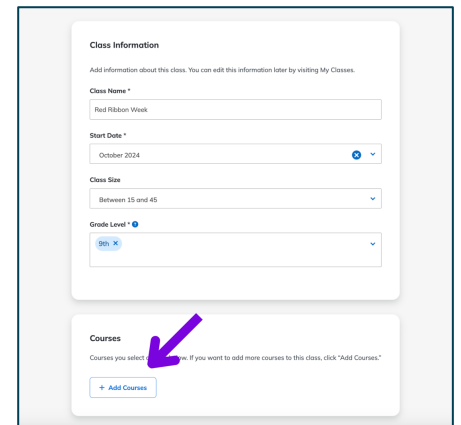 Class Information
Add information about this class. You can edit this information later by visiting My Classes.
Class Name *
Red Ribbon Week
Start Date *
October 2024
Class Size
Between 15 and 45
Grade Level * ?
9th ×
Courses
Courses you select ow. If you want to add more courses to this class, click “Add Courses.”
+ Add Courses